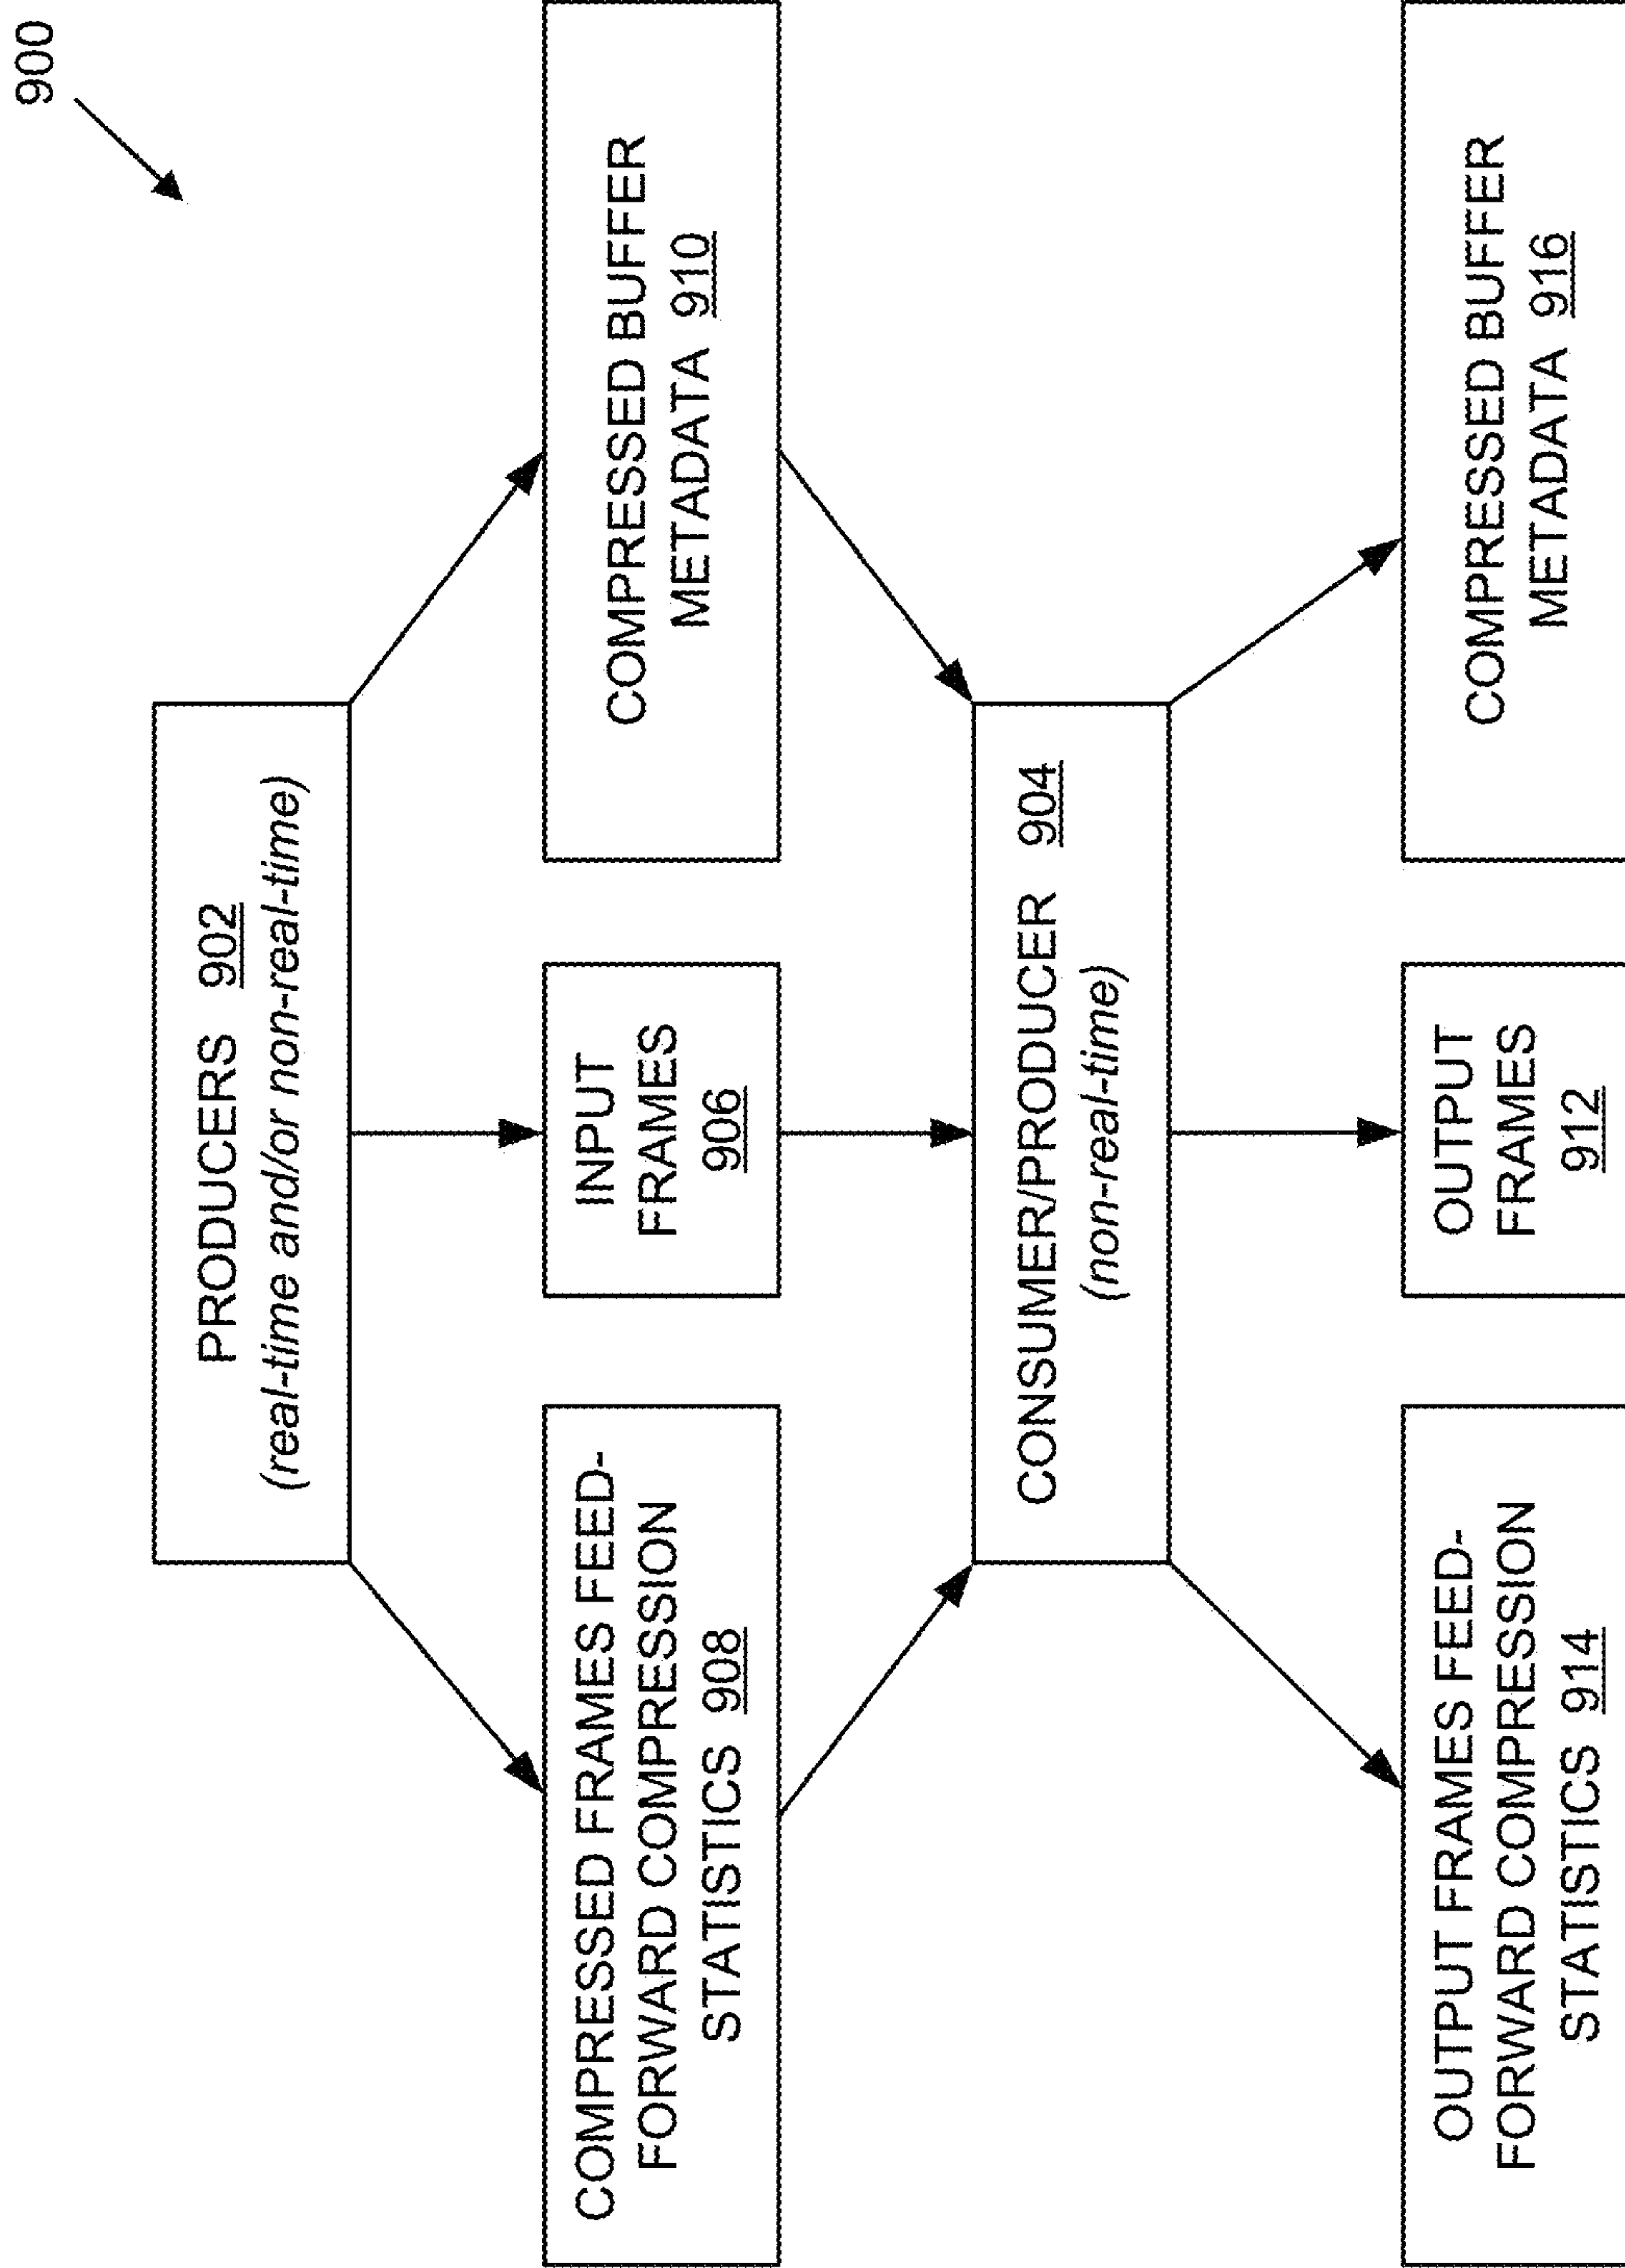 900
PRODUCERS 902
(real-time and/or non-real-time)
COMPRESSED FRAMES FEED-
FORWARD COMPRESSION
STATISTICS 908
INPUT
FRAMES
906
COMPRESSED BUFFER
METADATA 910
CONSUMER/PRODUCER 904
(non-real-time)
OUTPUT FRAMES FEED-
FORWARD COMPRESSION
STATISTICS 914
OUTPUT
FRAMES
912
COMPRESSED BUFFER
METADATA 916